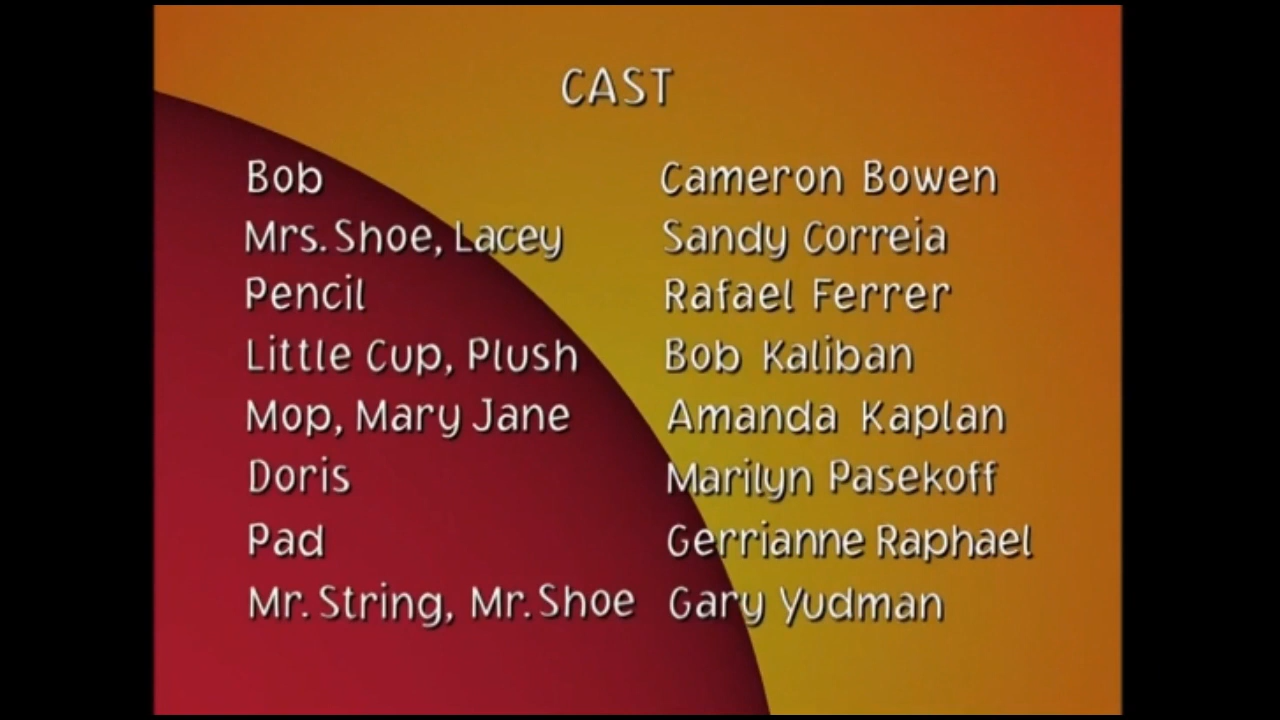 CAST
Bob Cameron Bowen
Mrs. Shoe, Lacey Sandy Correia
Pencil Rafael Ferrer
Little Cup, Plush Bob Kaliban
Mop, Mary Jane Amanda Kaplan
Doris Marilyn Pasekoff
Pad Gerrianne Raphael
Mr. String, Mr. Shoe Gary Yudman